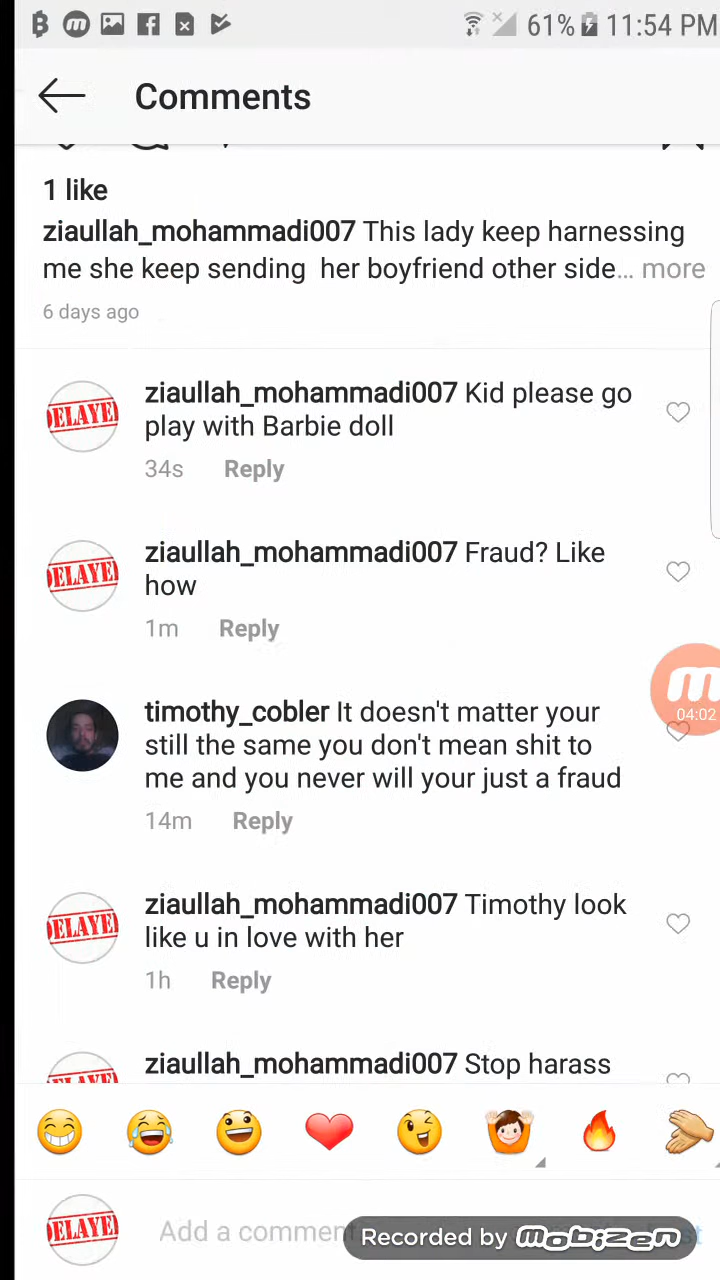 61% 11:54 PM
Comments
1 like
ziaullah_mohammadi007 This lady keep harnessing
me she keep sending her boyfriend other side... more
6 days ago
ELAYE
ziaullah_mohammadi007 Kid please go
play with Barbie doll
34s Reply
ELAYE
ziaullah_mohammadi007 Fraud? Like
how
1m Reply
04:02
timothy_cobler It doesn't matter your
still the same you don't mean shit to
me and you never will your just a fraud
14m Reply
ELAYE
ziaullah_mohammadi007 Timothy look
like u in love with her
1h Reply
ziaullah_mohammadi007 Stop harass
ELAYE
Add a comment
Recorded by mobizen